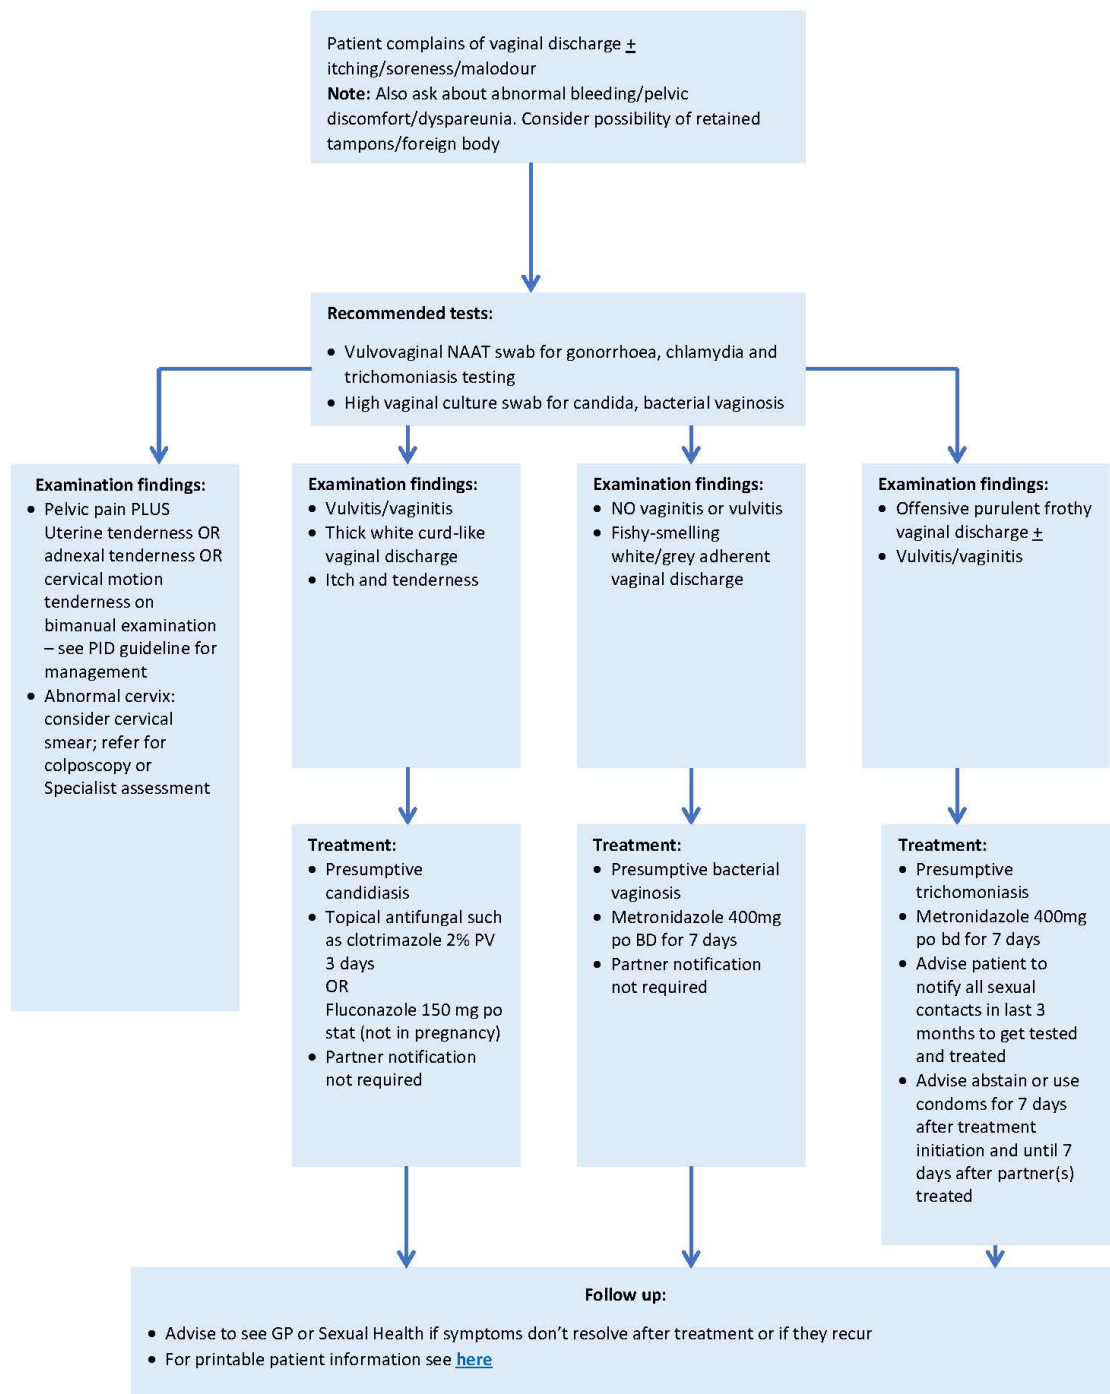 Patient complains of vaginal discharge ±
itching/soreness/malodour
Note: Also ask about abnormal bleeding/pelvic
discomfort/dyspareunia. Consider possibility of retained
tampons/foreign body
Recommended tests:
• Vulvovaginal NAAT swab for gonorrhoea, chlamydia and
trichomoniasis testing
• High vaginal culture swab for candida, bacterial vaginosis
Examination findings:
• Pelvic pain PLUS
Uterine tenderness OR
adnexal tenderness OR
cervical motion
tenderness on
bimanual examination
– see PID guideline for
management
• Abnormal cervix:
consider cervical
smear; refer for
colposcopy or
Specialist assessment
Examination findings:
• Vulvitis/vaginitis
• Thick white curd-like
vaginal discharge
• Itch and tenderness
Examination findings:
• NO vaginitis or vulvitis
• Fishy-smelling
white/grey adherent
vaginal discharge
Examination findings:
• Offensive purulent frothy
vaginal discharge ±
• Vulvitis/vaginitis
Treatment:
• Presumptive
candidiasis
• Topical antifungal such
as clotrimazole 2% PV
3 days
OR
Fluconazole 150 mg po
stat (not in pregnancy)
• Partner notification
not required
Treatment:
• Presumptive bacterial
vaginosis
• Metronidazole 400mg
po BD for 7 days
• Partner notification
not required
Treatment:
• Presumptive
trichomoniasis
• Metronidazole 400mg
po bd for 7 days
• Advise patient to
notify all sexual
contacts in last 3
months to get tested
and treated
• Advise abstain or use
condoms for 7 days
after treatment
initiation and until 7
days after partner(s)
treated
Follow up:
• Advise to see GP or Sexual Health if symptoms don't resolve after treatment or if they recur
• For printable patient information see here